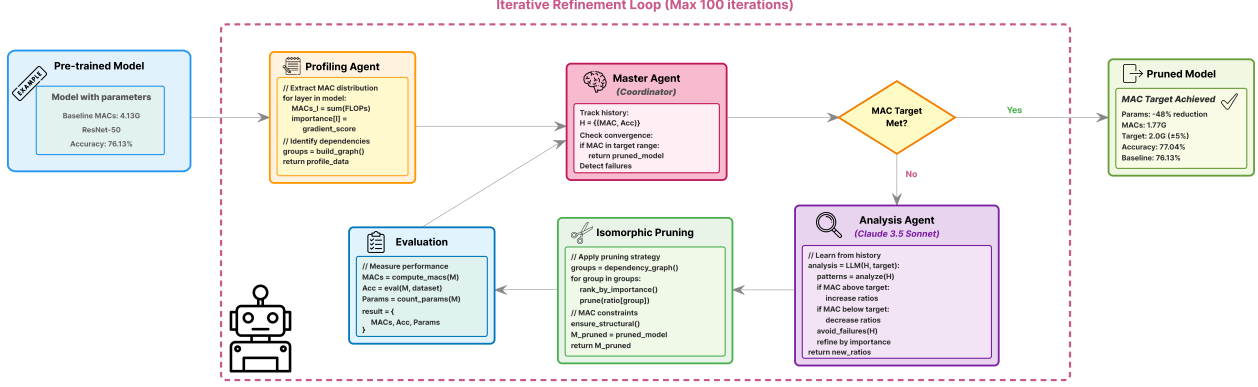 Iterative Refinement Loop (Max 100 iterations)
Pre-trained Model
EXAMPLE
Model with parameters
Baseline MACs: 4.13G
ResNet-50
Accuracy: 76.13%
Profiling Agent
// Extract MAC distribution
for layer in model:
MACs_l = sum(FLOPs)
importance[l] =
gradient_score
// Identify dependencies
groups = build_graph()
return profile_data
Master Agent
(Coordinator)
Track history:
H = {(MAC, Acc)}
Check convergence:
if MAC in target range:
return pruned_model
Detect failures
MAC Target
Met?
Yes
No
Pruned Model
MAC Target Achieved
Params: -48% reduction
MACs: 1.77G
Target: 2.0G (±5%)
Accuracy: 77.04%
Baseline: 76.13%
Analysis Agent
(Claude 3.5 Sonnet)
// Learn from history
analysis = LLM(H, target):
patterns = analyze(H)
if MAC above target:
increase ratios
if MAC below target:
decrease ratios
avoid_failures(H)
refine by importance
return new_ratios
Isomorphic Pruning
// Apply pruning strategy
groups = dependency_graph()
for group in groups:
rank_by_importance()
prune(ratio[group])
// MAC constraints
ensure_structural()
M_pruned = pruned_model
return M_pruned
Evaluation
// Measure performance
MACs = compute_macs(M)
Acc = eval(M, dataset)
Params = count_params(M)
result = {
MACs, Acc, Params
}